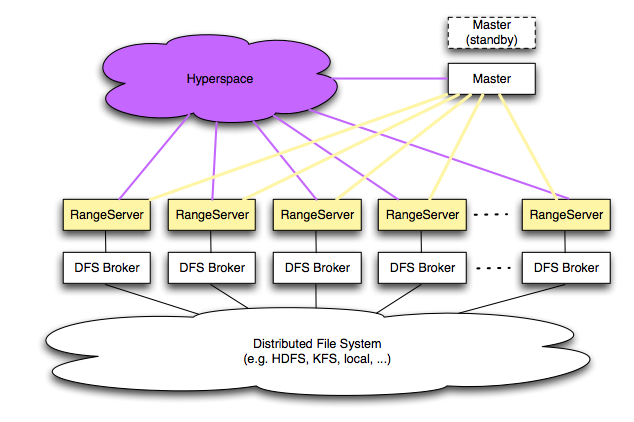 Master
(standby)
Hyperspace
Master
RangeServer
RangeServer
RangeServer
RangeServer
RangeServer
DFS Broker
DFS Broker
DFS Broker
DFS Broker
DFS Broker
Distributed File System
(e.g. HDFS, KFS, local, ...)